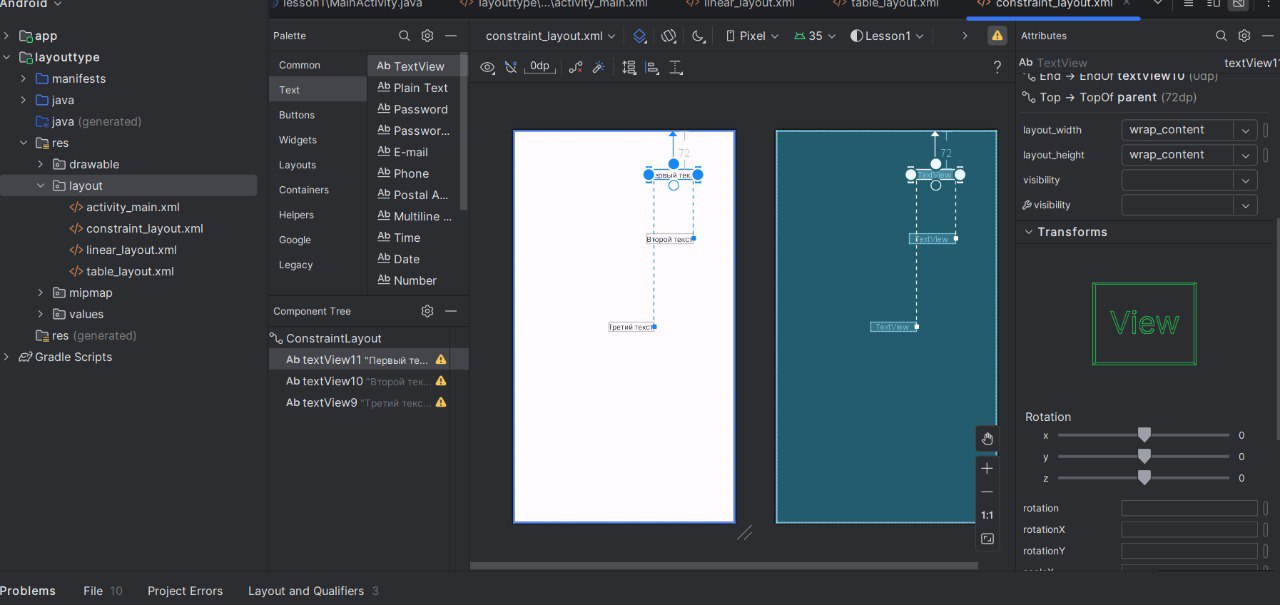 Android
lesson1\MainActivity.java
layouttype\...\activity_main.xml
linear_layout.xml
table_layout.xml
constraint_layout.xml
app
layouttype
manifests
java
java (generated)
res
drawable
layout
activity_main.xml
constraint_layout.xml
linear_layout.xml
table_layout.xml
mipmap
values
res (generated)
Gradle Scripts
Palette
Common
Text
Buttons
Widgets
Layouts
Containers
Helpers
Google
Legacy
Ab TextView
Ab Plain Text
Ab Password
Ab Passwor...
Ab E-mail
Ab Phone
Ab Postal A...
Ab Multiline ...
Ab Time
Ab Date
Ab Number
Component Tree
ConstraintLayout
Ab textView11 "Первый те...
Ab textView10 "Второй тек...
Ab textView9 "Третий текс...
constraint_layout.xml
Pixel
35
Lesson1
0dp
?
72
Второй текст
Третий текст
72
TextView
TextView
TextView
1:1
Attributes
Ab TextView textView11
End → EndOf textView10 (0dp)
Top → TopOf parent (72dp)
layout_width wrap_content
layout_height wrap_content
visibility
visibility
Transforms
View
Rotation
x 0
y 0
z 0
rotation
rotationX
rotationY
Problems File 10 Project Errors Layout and Qualifiers 3